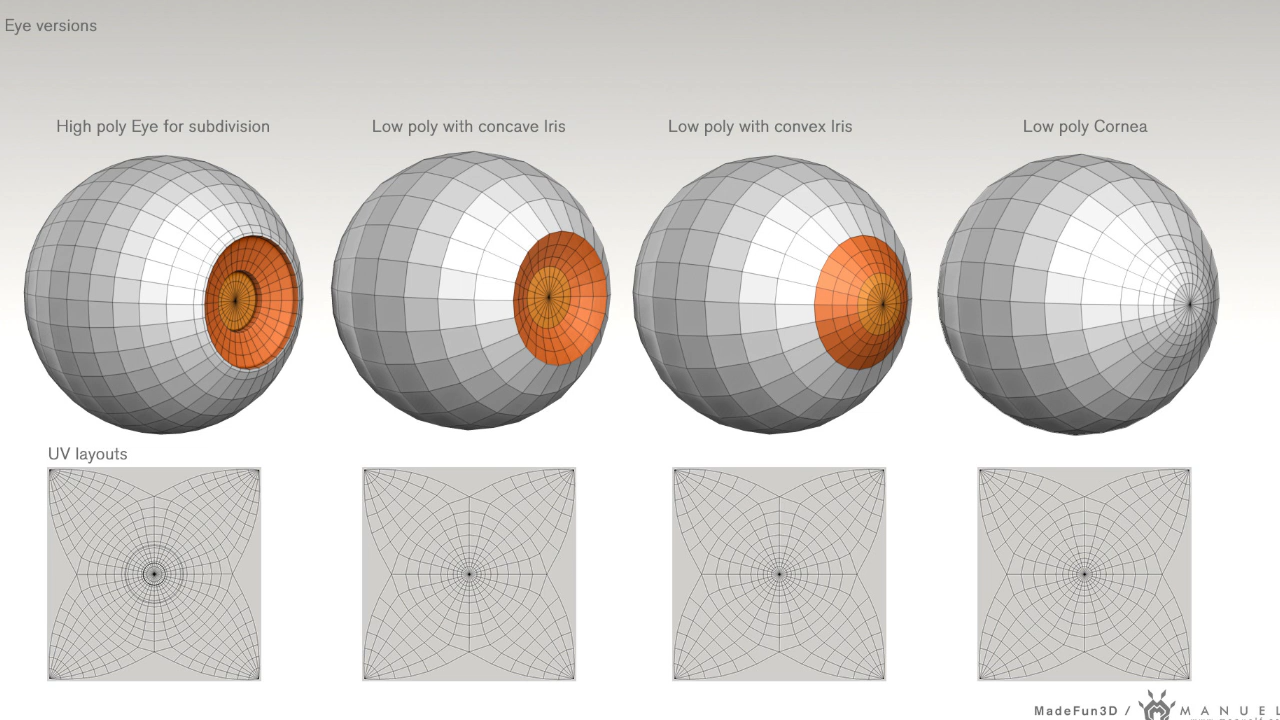 Eye versions
High poly Eye for subdivision
Low poly with concave Iris
Low poly with convex Iris
Low poly Cornea
UV layouts
MadeFun3D / MANUEL